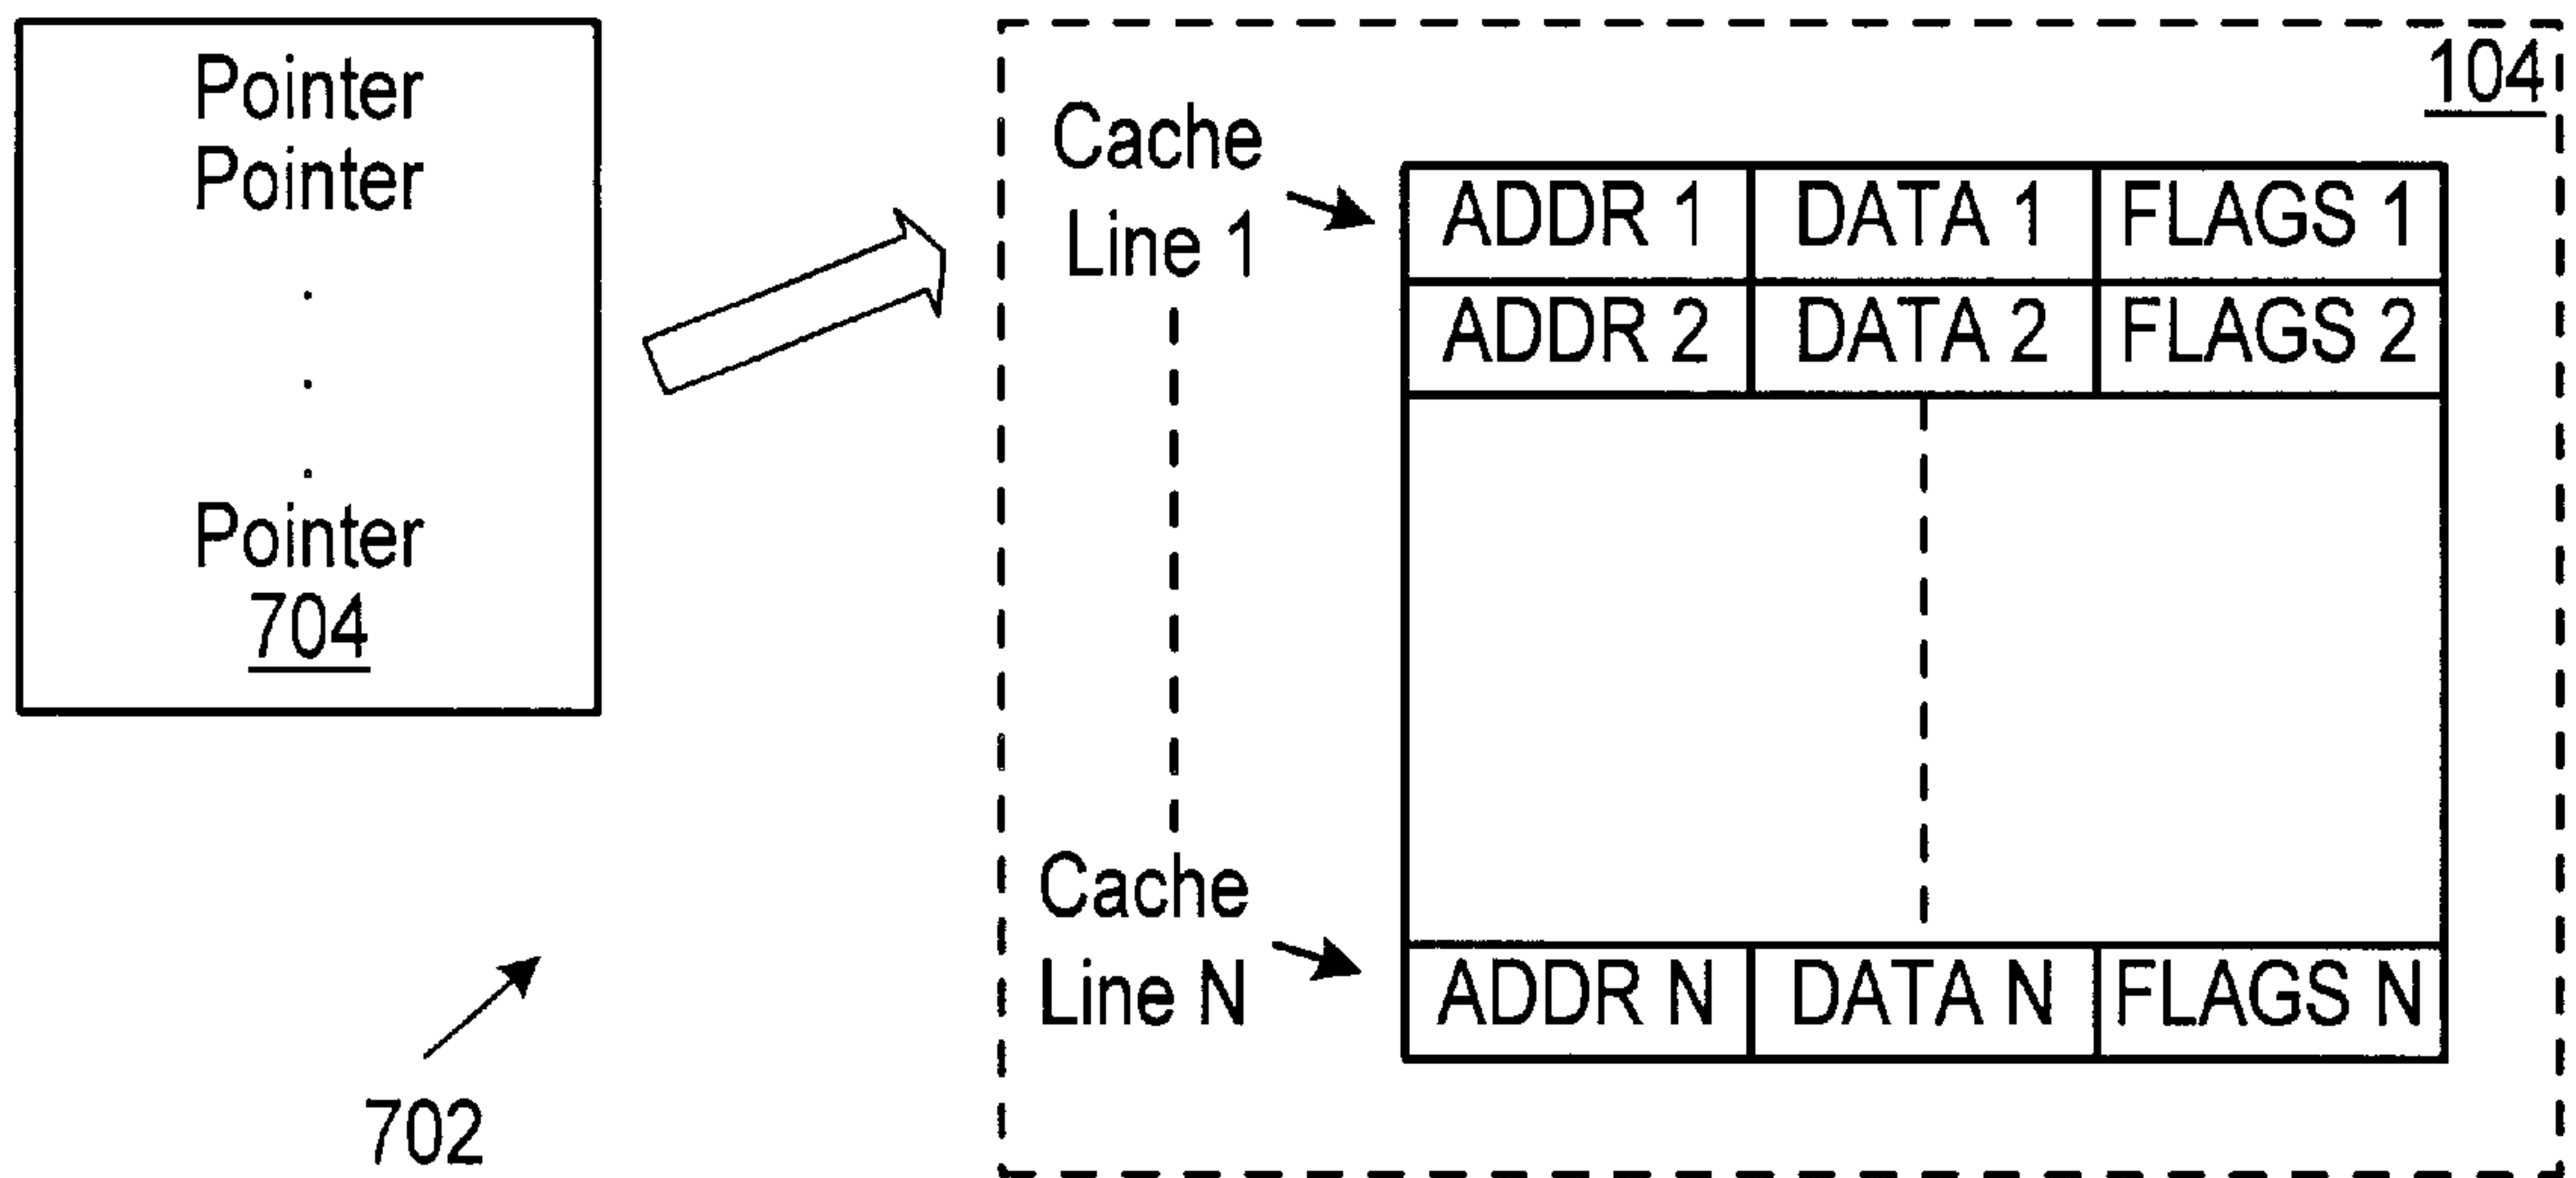 Pointer
Pointer
.
.
.
Pointer
704
702
104
Cache
Line 1
ADDR 1 DATA 1 FLAGS 1
ADDR 2 DATA 2 FLAGS 2
Cache
Line N
ADDR N DATA N FLAGS N